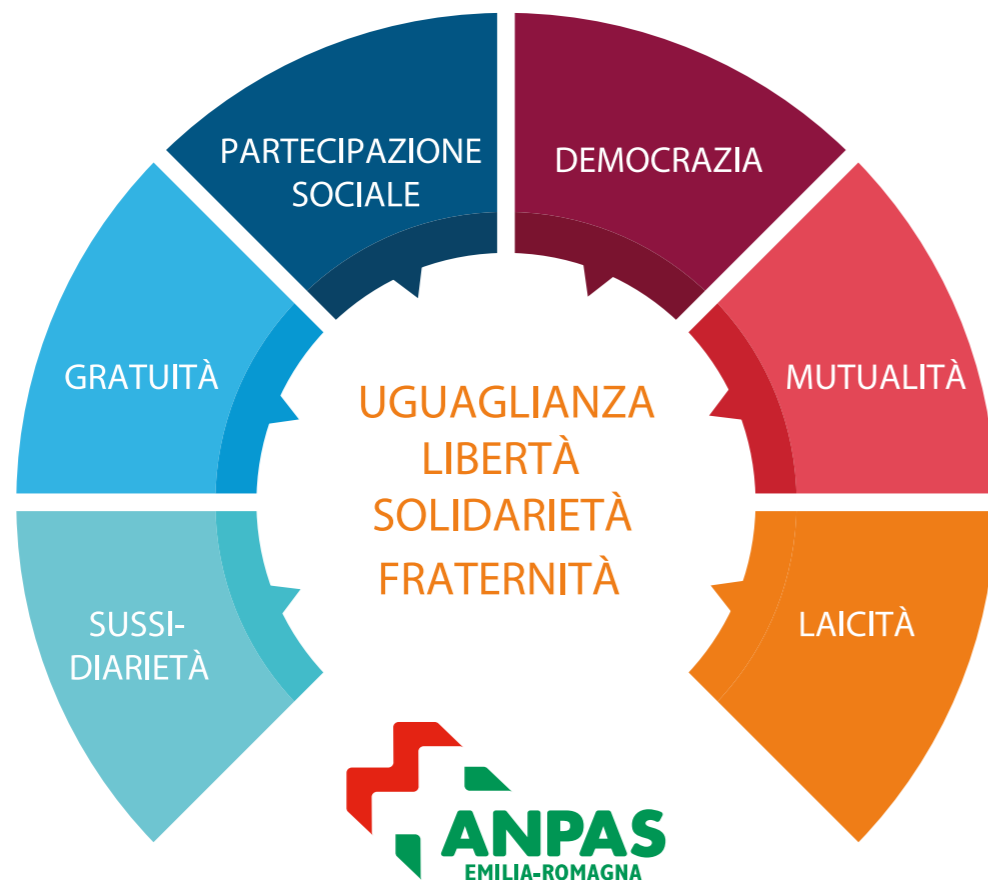 PARTECIPAZIONE
SOCIALE
DEMOCRAZIA
GRATUITÀ
MUTUALITÀ
UGUAGLIANZA
LIBERTÀ
SOLIDARIETÀ
FRATERNITÀ
SUSSI-
DIARIETÀ
LAICITÀ
ANPAS
EMILIA-ROMAGNA